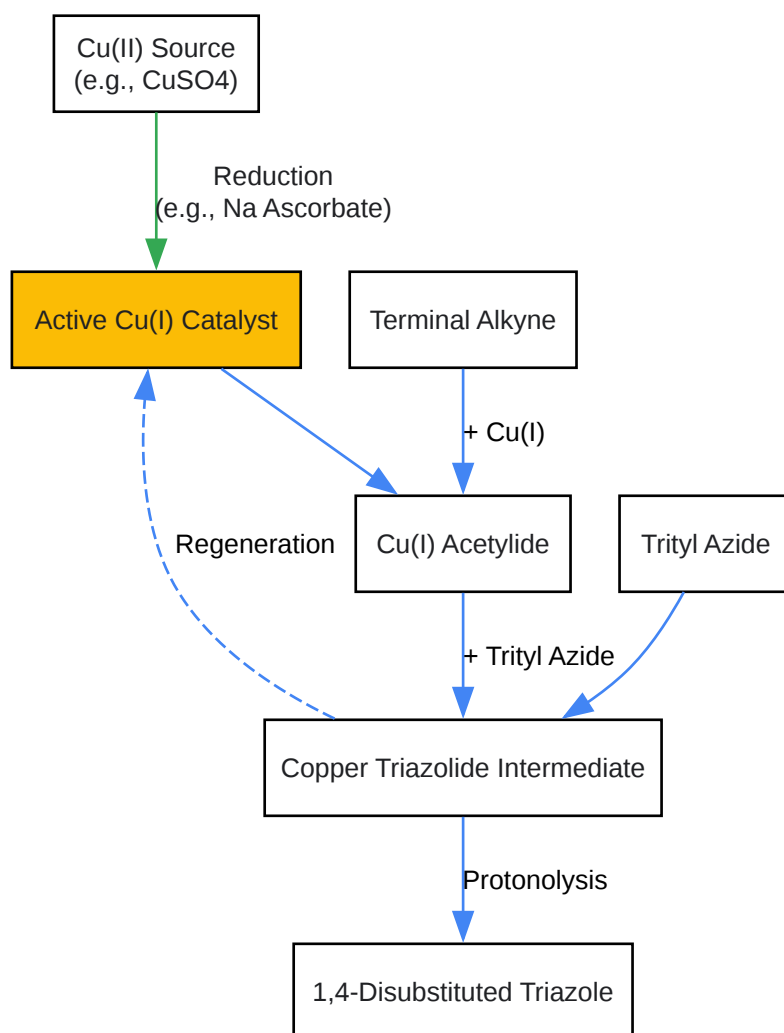 Cu(II) Source
(e.g., CuSO4)
Reduction
(e.g., Na Ascorbate)
Active Cu(I) Catalyst
Terminal Alkyne
+ Cu(I)
Regeneration
Cu(I) Acetylide
Trityl Azide
+ Trityl Azide
Copper Triazolide Intermediate
Protonolysis
1,4-Disubstituted Triazole